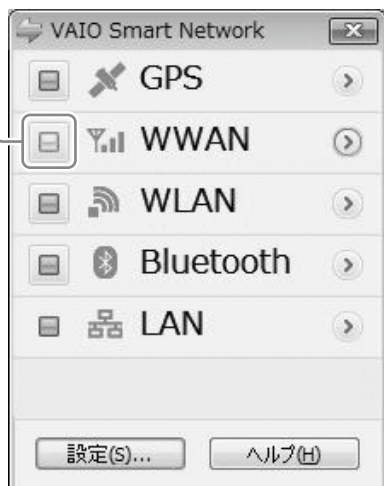 VAIO Smart Network
GPS
WWAN
WLAN
Bluetooth
LAN
設定(S)... ヘルプ(H)